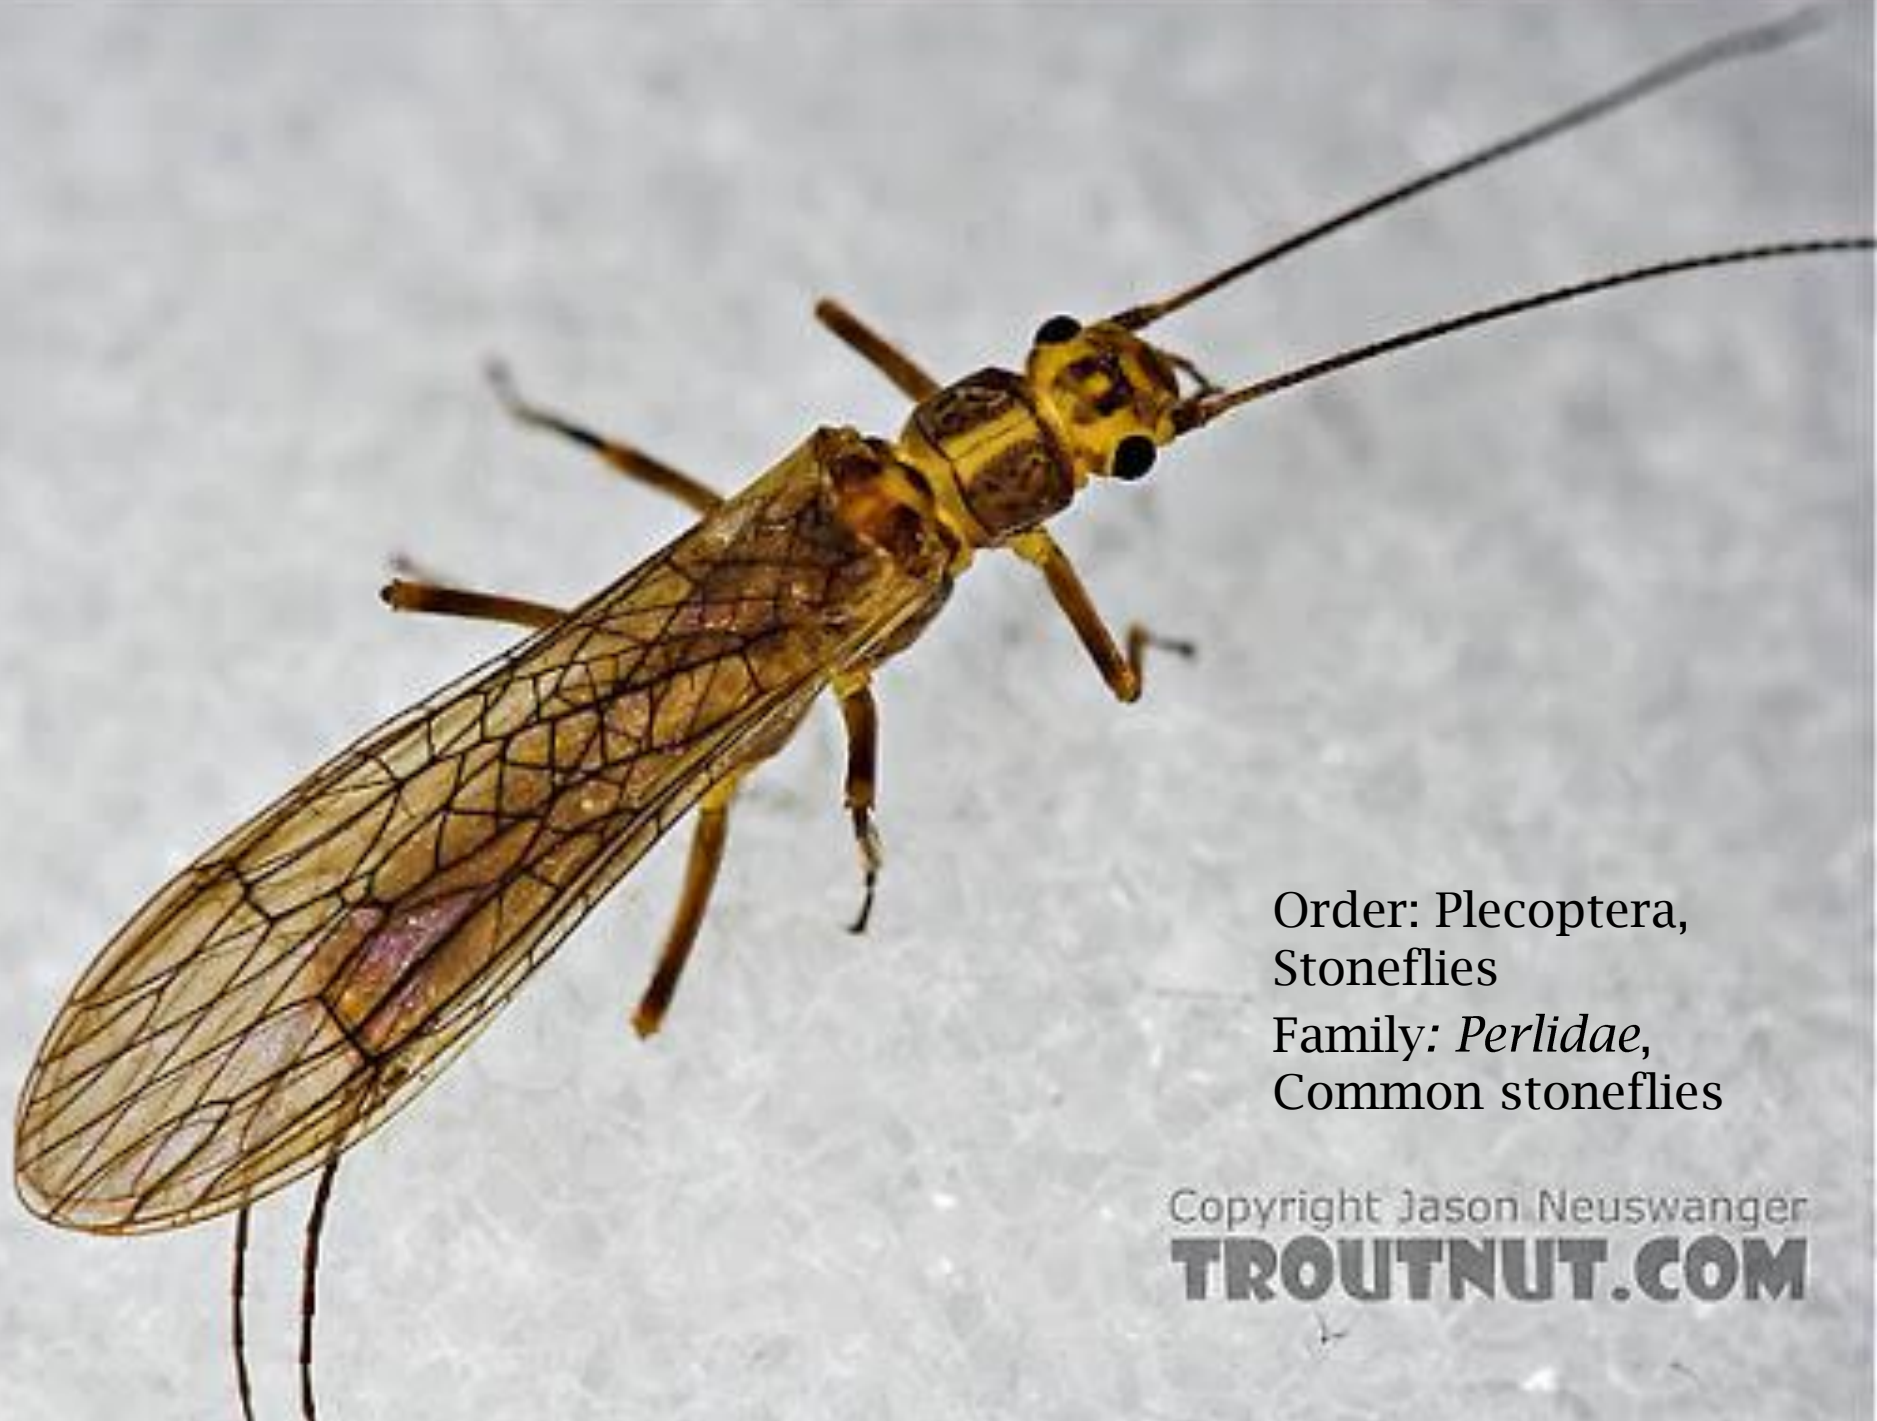 Order: Plecoptera,
Stoneflies
Family: Perlidae,
Common stoneflies
Copyright Jason Neuswanger
TROUTNUT.COM